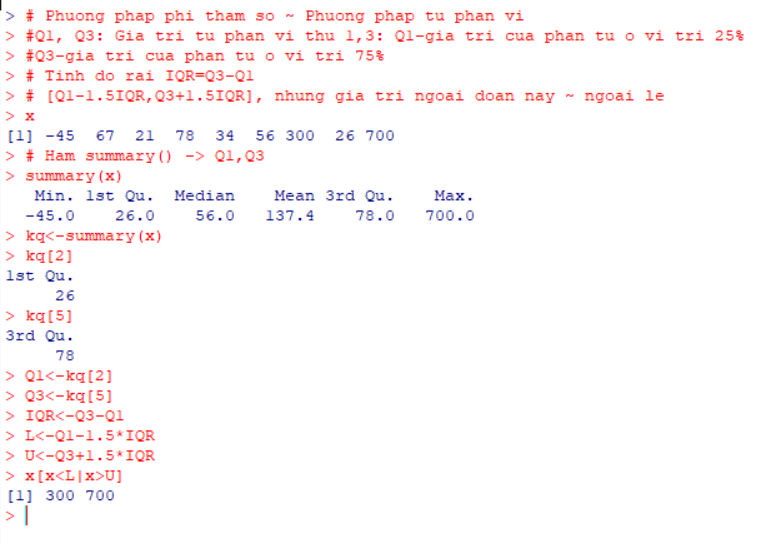 > # Phuong phap phi tham so ~ Phuong phap tu phan vi
> #Q1, Q3: Gia tri tu phan vi thu 1,3: Q1-gia tri cua phan tu o vi tri 25%
> #Q3-gia tri cua phan tu o vi tri 75%
> # Tinh do rai IQR=Q3-Q1
> # [Q1-1.5IQR,Q3+1.5IQR], nhung gia tri ngoai doan nay ~ ngoai le
> x
[1] -45  67  21  78  34  56 300  26 700
> # Ham summary() -> Q1,Q3
> summary(x)
   Min. 1st Qu.  Median    Mean 3rd Qu.    Max.
  -45.0    26.0    56.0   137.4    78.0   700.0
> kq<-summary(x)
> kq[2]
1st Qu.
     26
> kq[5]
3rd Qu.
     78
> Q1<-kq[2]
> Q3<-kq[5]
> IQR<-Q3-Q1
> L<-Q1-1.5*IQR
> U<-Q3+1.5*IQR
> x[x<L|x>U]
[1] 300 700
>